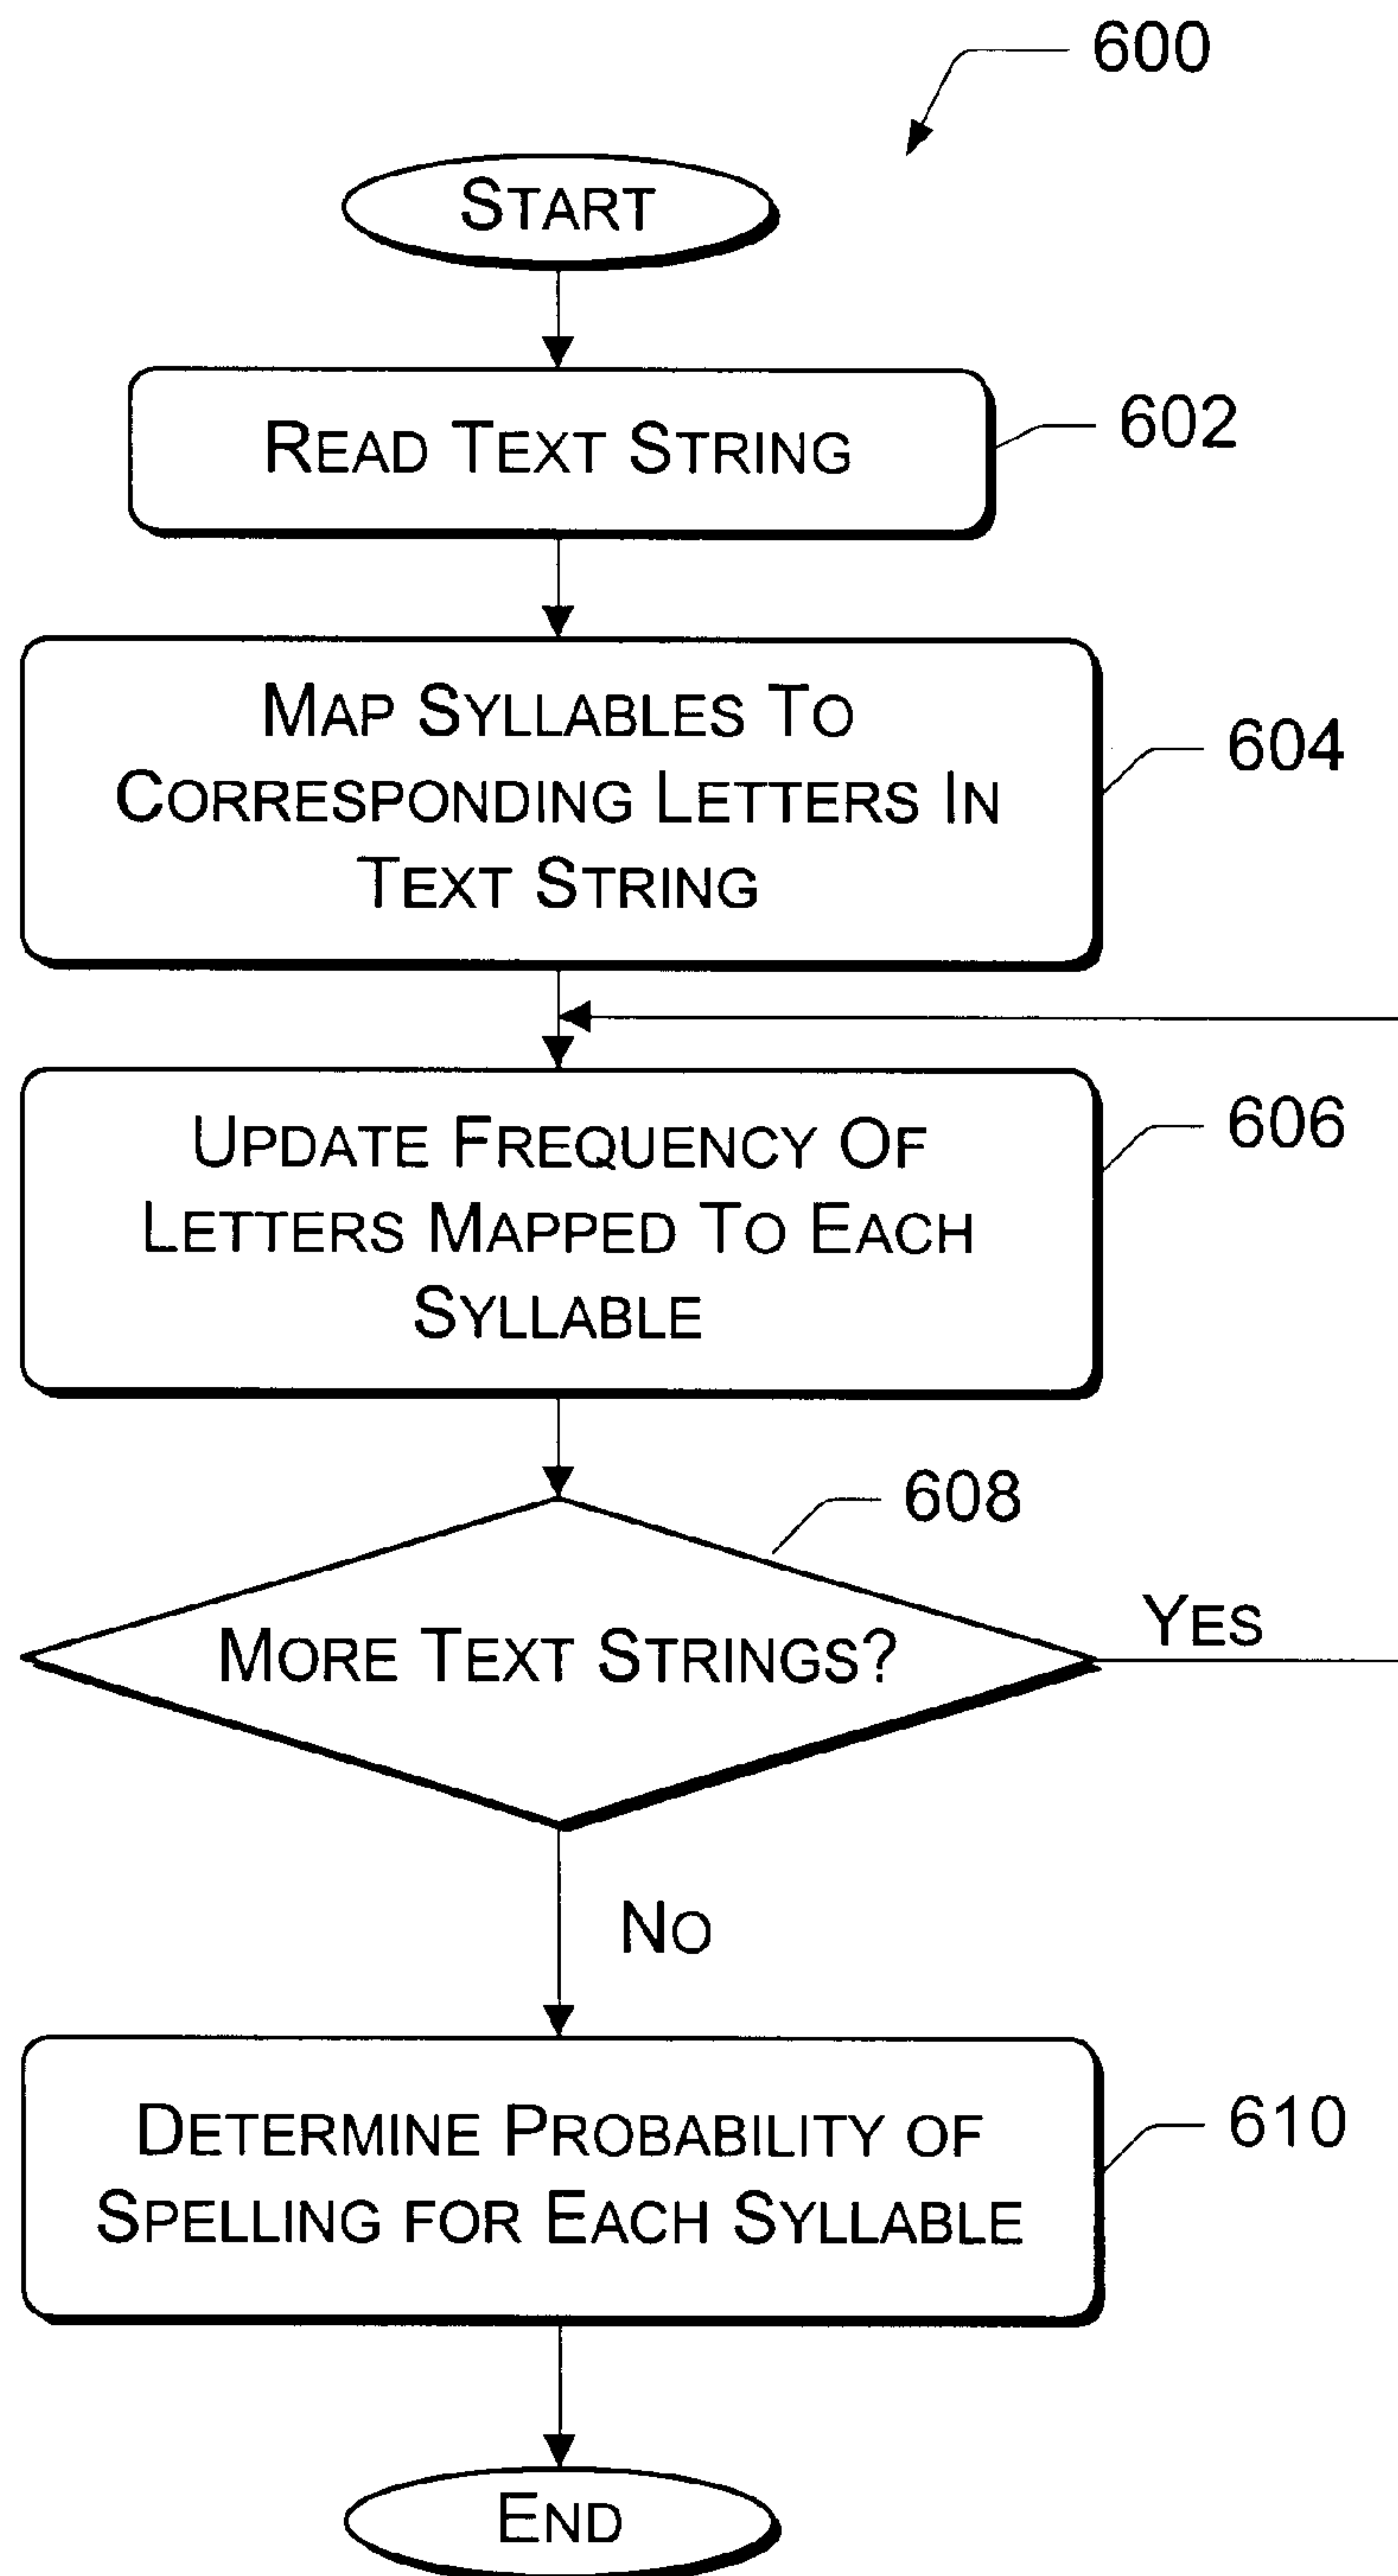 600
START
READ TEXT STRING
602
MAP SYLLABLES TO
CORRESPONDING LETTERS IN
TEXT STRING
604
UPDATE FREQUENCY OF
LETTERS MAPPED TO EACH
SYLLABLE
606
608
MORE TEXT STRINGS?
YES
NO
DETERMINE PROBABILITY OF
SPELLING FOR EACH SYLLABLE
610
END